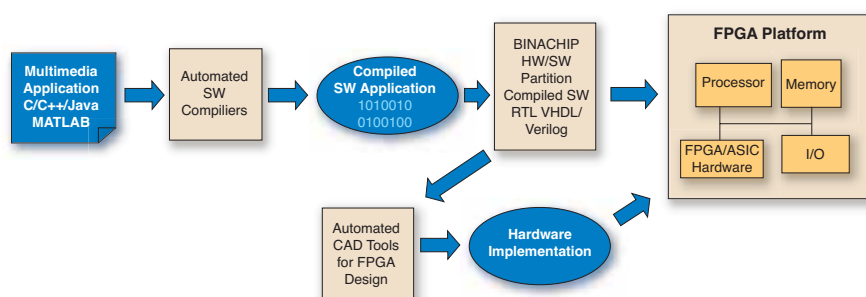 Multimedia
Application
C/C++/Java
MATLAB
Automated
SW
Compiliers
Compiled
SW Application
1010010
0100100
BINACHIP
HW/SW
Partition
Compiled SW
RTL VHDL/
Verilog
FPGA Platform
Processor
Memory
FPGA/ASIC
Hardware
I/O
Automated
CAD Tools
for FPGA
Design
Hardware
Implementation